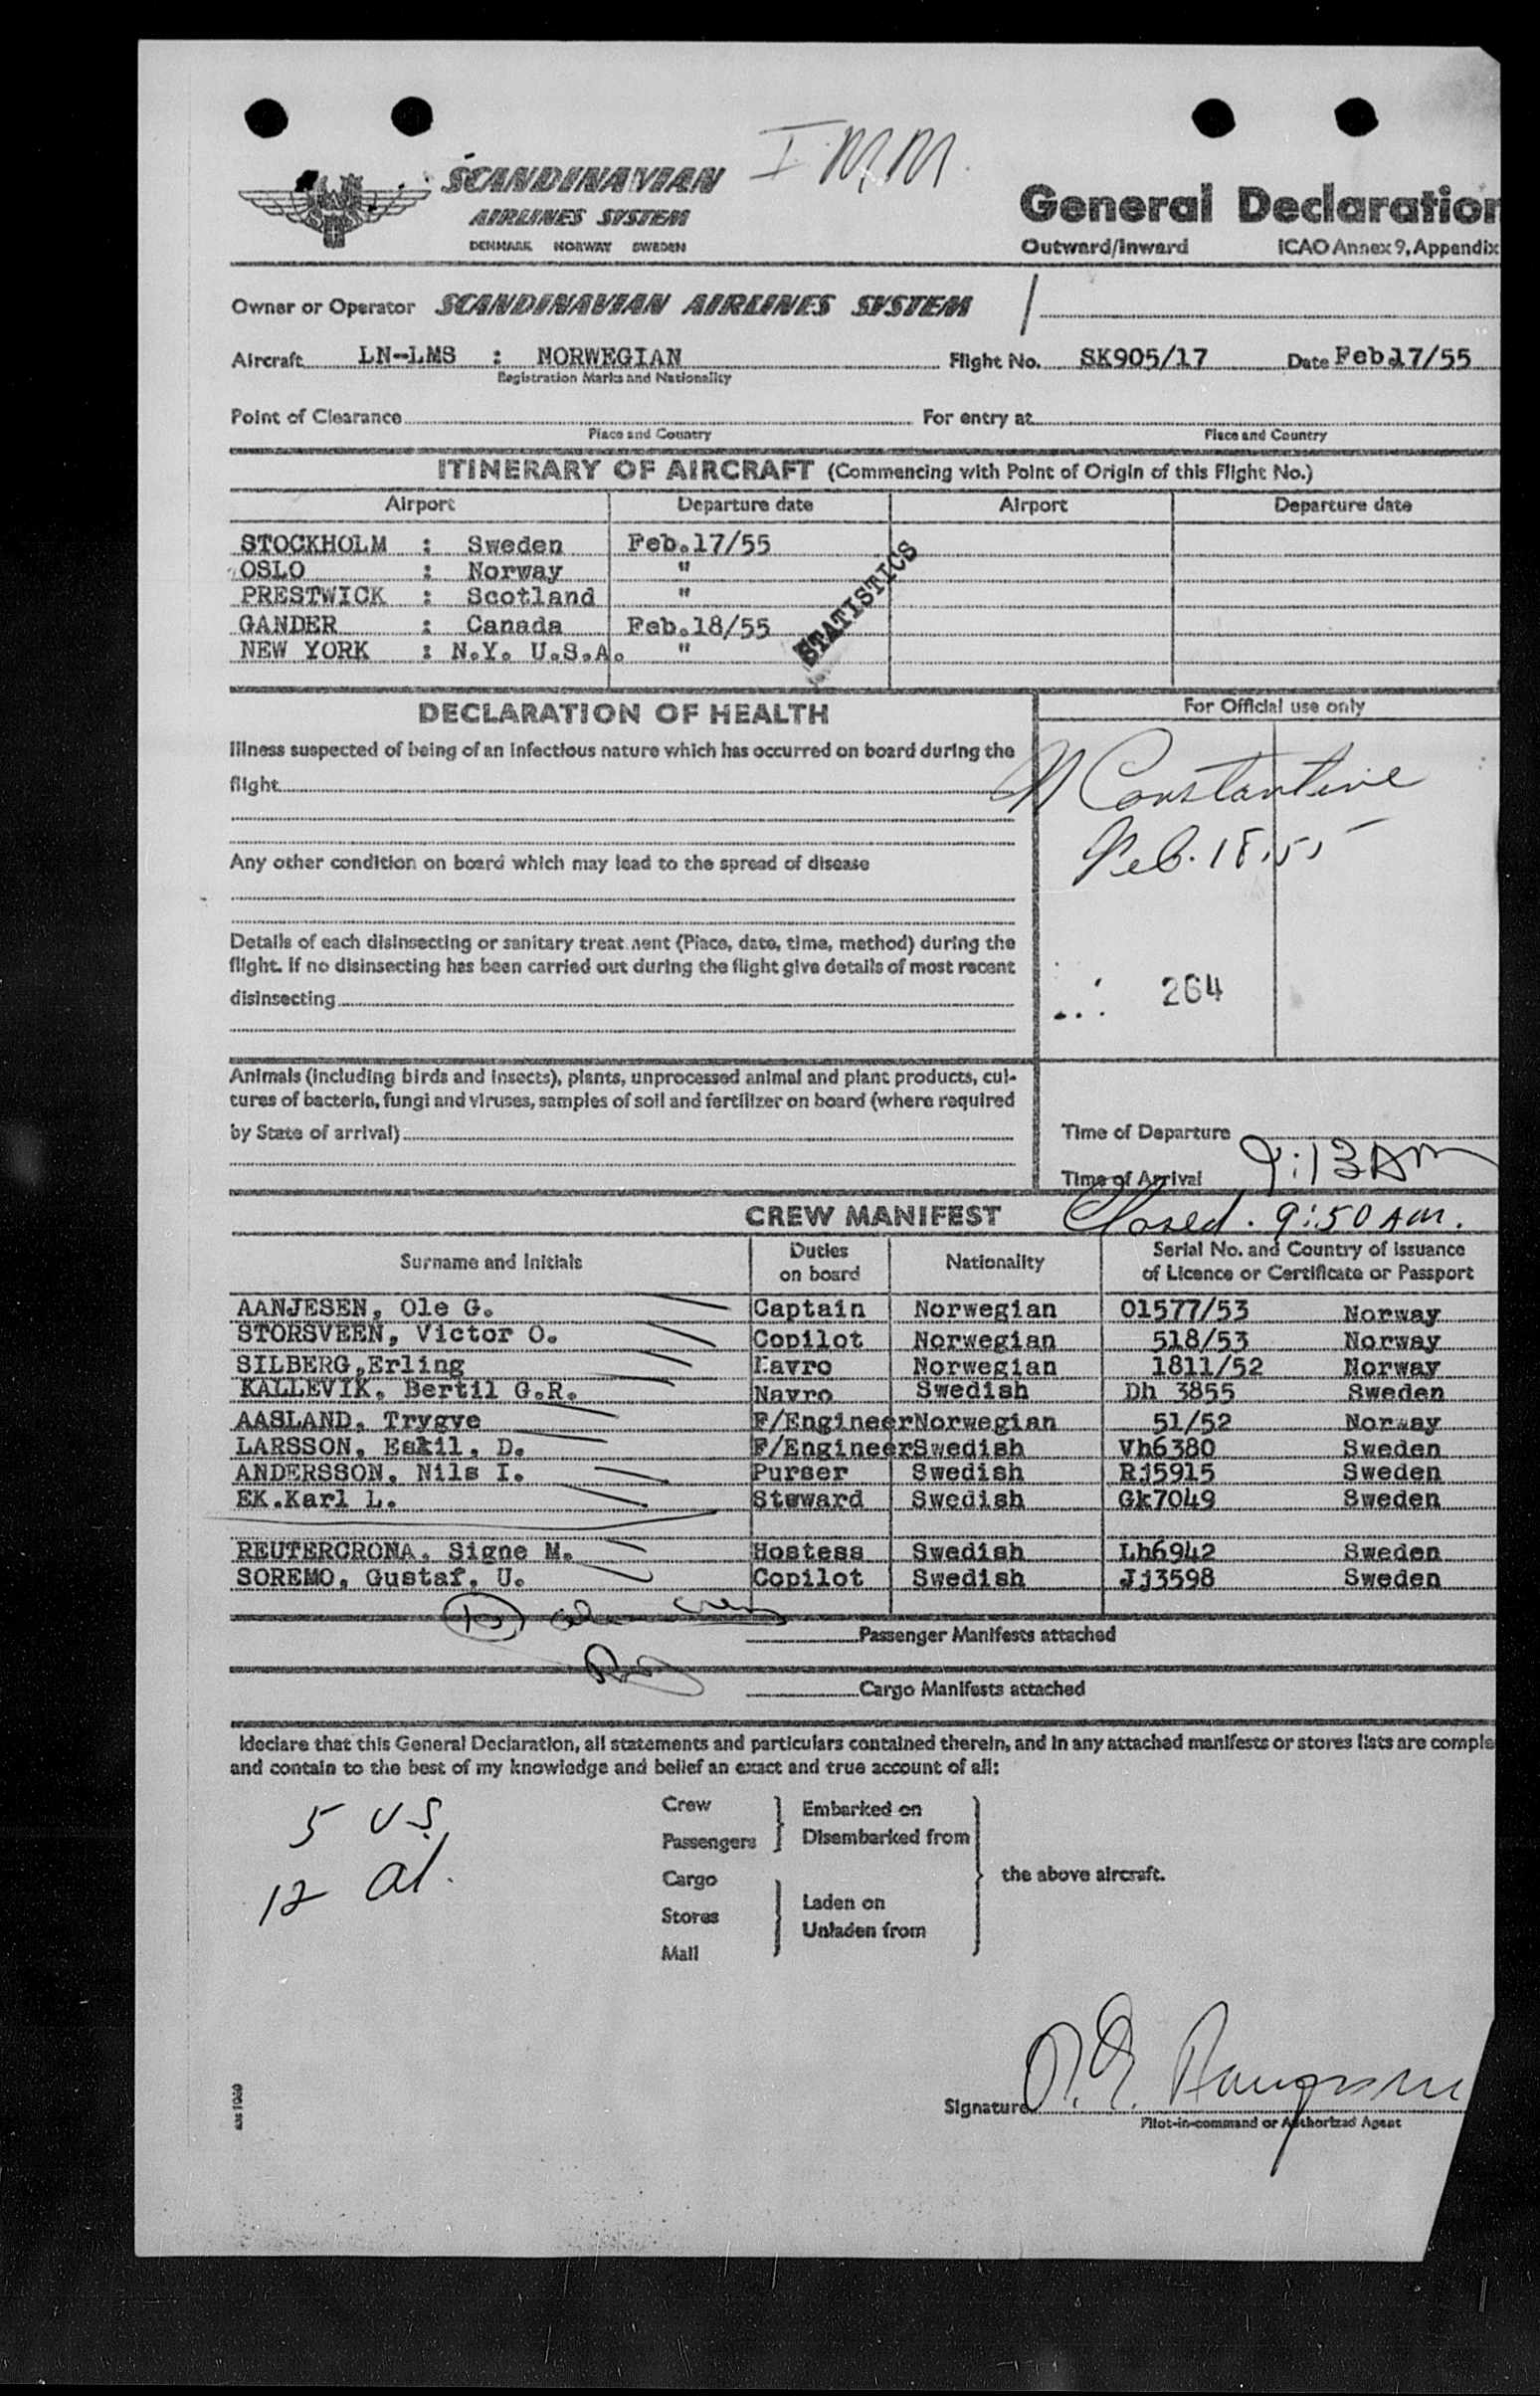 I. M.M.
SCANDINAVIAN
AIRLINES SYSTEM
DENMARK NORWAY SWEDEN
General Declaration
Outward/Inward ICAO Annex 9, Appendix
Owner or Operator SCANDINAVIAN AIRLINES SYSTEM
Aircraft LN-LMS : NORWEGIAN Flight No. SK905/17 Date Feb.17/55
Registration Marks and Nationality
Point of Clearance For entry at
Place and Country Place and Country
ITINERARY OF AIRCRAFT (Commencing with Point of Origin of this Flight No.)
Airport Departure date Airport Departure date
STOCKHOLM : Sweden Feb.17/55
OSLO : Norway "
PRESTWICK : Scotland "
GANDER : Canada Feb.18/55
NEW YORK : N.Y. U.S.A. "
STATISTICS
DECLARATION OF HEALTH
For Official use only
Illness suspected of being of an infectious nature which has occurred on board during the
flight
Constantine
Feb. 18, 55
Any other condition on board which may lead to the spread of disease
Details of each disinsecting or sanitary treatment (Place, date, time, method) during the
flight. If no disinsecting has been carried out during the flight give details of most recent
disinsecting
264
Animals (including birds and insects), plants, unprocessed animal and plant products, cul-
tures of bacteria, fungi and viruses, samples of soil and fertilizer on board (where required
by State of arrival)
Time of Departure
Time of Arrival 9:13 AM
CREW MANIFEST Closed. 9:50 AM.
Surname and Initials Duties on board Nationality Serial No. and Country of Issuance of Licence or Certificate or Passport
AANJESEN, Ole G. Captain Norwegian 01577/53 Norway
STORSVEEN, Victor O. Copilot Norwegian 518/53 Norway
SILBERG,Erling Navro Norwegian 1811/52 Norway
KALLEVIK, Bertil G.R. Navro Swedish Dh 3855 Sweden
AASLAND, Trygve F/Engineer Norwegian 51/52 Norway
LARSSON, Eskil, D. F/Engineer Swedish Vh6380 Sweden
ANDERSSON, Nils I. Purser Swedish Rj5915 Sweden
EK.Karl L. Steward Swedish Gk7049 Sweden
REUTERCRONA, Signe M. Hostess Swedish Lh6942 Sweden
SOREMO, Gustaf, U. Copilot Swedish Jj3598 Sweden
Passenger Manifests attached
Cargo Manifests attached
I declare that this General Declaration, all statements and particulars contained therein, and in any attached manifests or stores lists are comple
and contain to the best of my knowledge and belief an exact and true account of all:
5 US
12 al.
Crew
Passengers
Embarked on
Disembarked from
Cargo
Stores
Mail
Laden on
Unladen from
the above aircraft.
Signature
Pilot-in-command or Authorized Agent
sas 1060